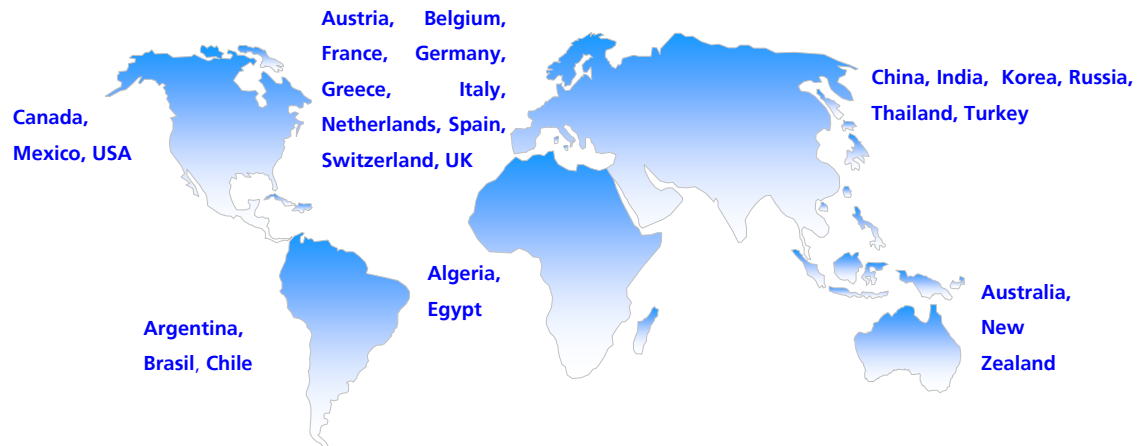 Austria, Belgium,
France, Germany,
Greece, Italy,
Netherlands, Spain,
Switzerland, UK
China, India, Korea, Russia,
Thailand, Turkey
Canada,
Mexico, USA
Algeria,
Egypt
Argentina,
Brasil, Chile
Australia,
New
Zealand